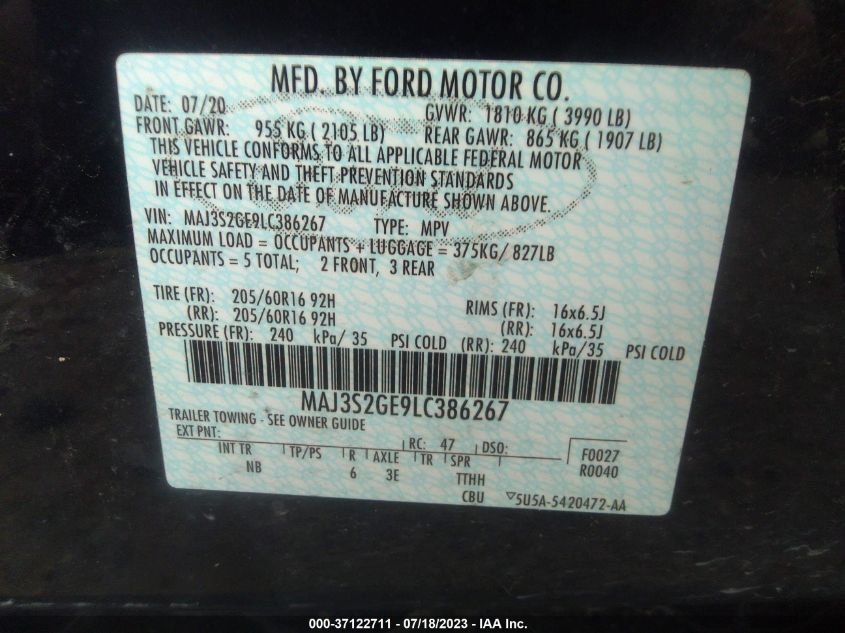 MFD. BY FORD MOTOR CO.
DATE: 07/20 GVWR: 1810 KG ( 3990 LB)
FRONT GAWR: 955 KG ( 2105 LB) REAR GAWR: 865 KG ( 1907 LB)
THIS VEHICLE CONFORMS TO ALL APPLICABLE FEDERAL MOTOR
VEHICLE SAFETY AND THEFT PREVENTION STANDARDS
IN EFFECT ON THE DATE OF MANUFACTURE SHOWN ABOVE.
VIN: MAJ3S2GE9LC386267 TYPE: MPV
MAXIMUM LOAD = OCCUPANTS + LUGGAGE = 375KG/ 827LB
OCCUPANTS = 5 TOTAL; 2 FRONT, 3 REAR
TIRE (FR): 205/60R16 92H RIMS (FR): 16x6.5J
(RR): 205/60R16 92H (RR): 16x6.5J
PRESSURE (FR): 240 kPa/ 35 PSI COLD (RR): 240 kPa/35 PSI COLD
MAJ3S2GE9LC386267
TRAILER TOWING - SEE OWNER GUIDE
EXT PNT: RC: 47 DSO: F0027
INT TR TP/PS R AXLE TR SPR R0040
NB 6 3E TTHH
CBU 5U5A-5420472-AA
000-37122711 - 07/18/2023 - IAA Inc.